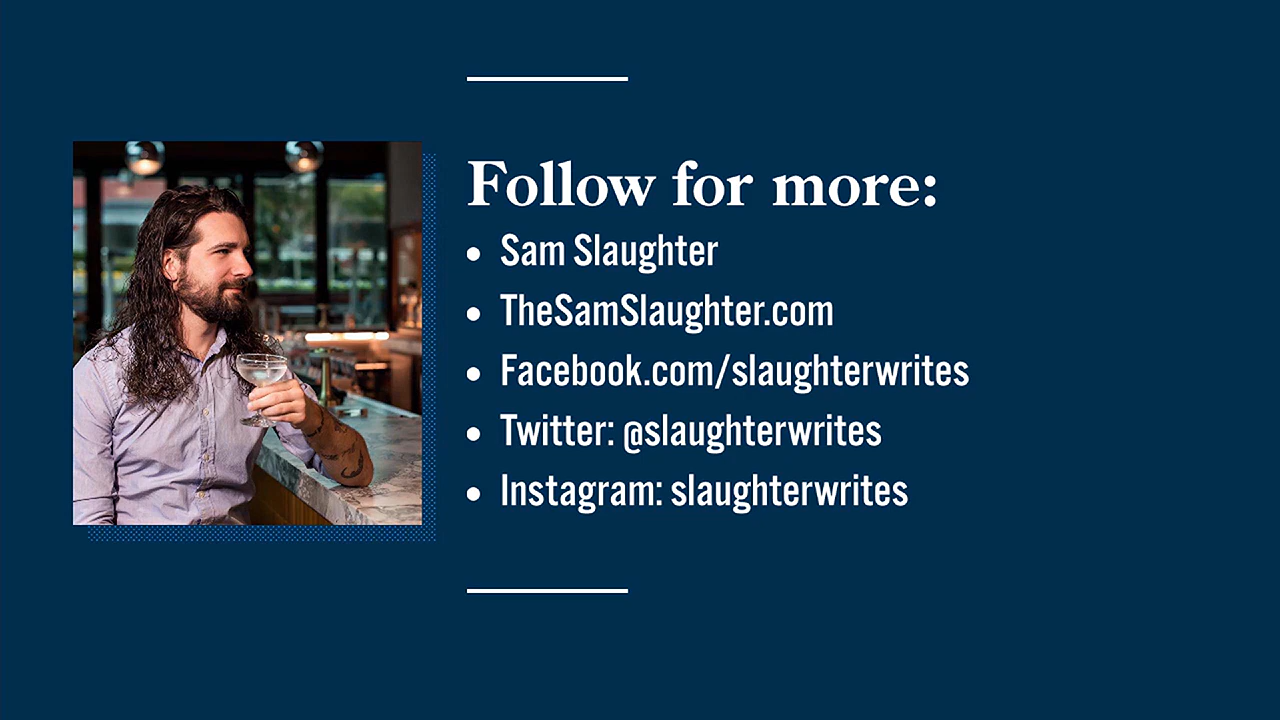 Follow for more:
• Sam Slaughter
• TheSamSlaughter.com
• Facebook.com/slaughterwrites
• Twitter: @slaughterwrites
• Instagram: slaughterwrites